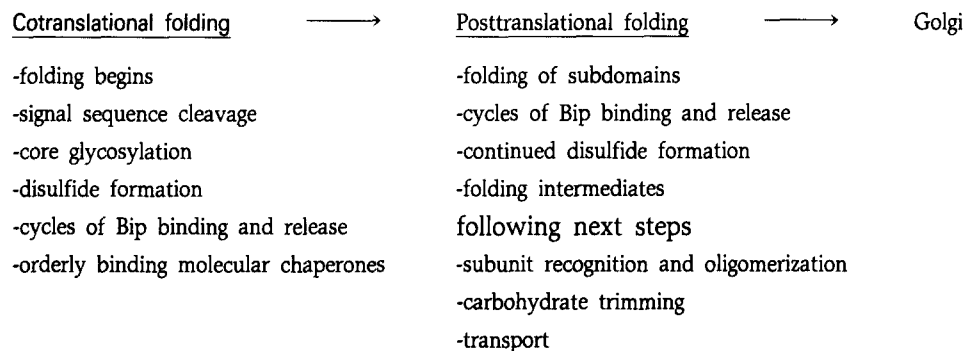 Cotranslational folding ⟶ Posttranslational folding ⟶ Golgi
-folding begins
-signal sequence cleavage
-core glycosylation
-disulfide formation
-cycles of Bip binding and release
-orderly binding molecular chaperones
-folding of subdomains
-cycles of Bip binding and release
-continued disulfide formation
-folding intermediates
following next steps
-subunit recognition and oligomerization
-carbohydrate trimming
-transport